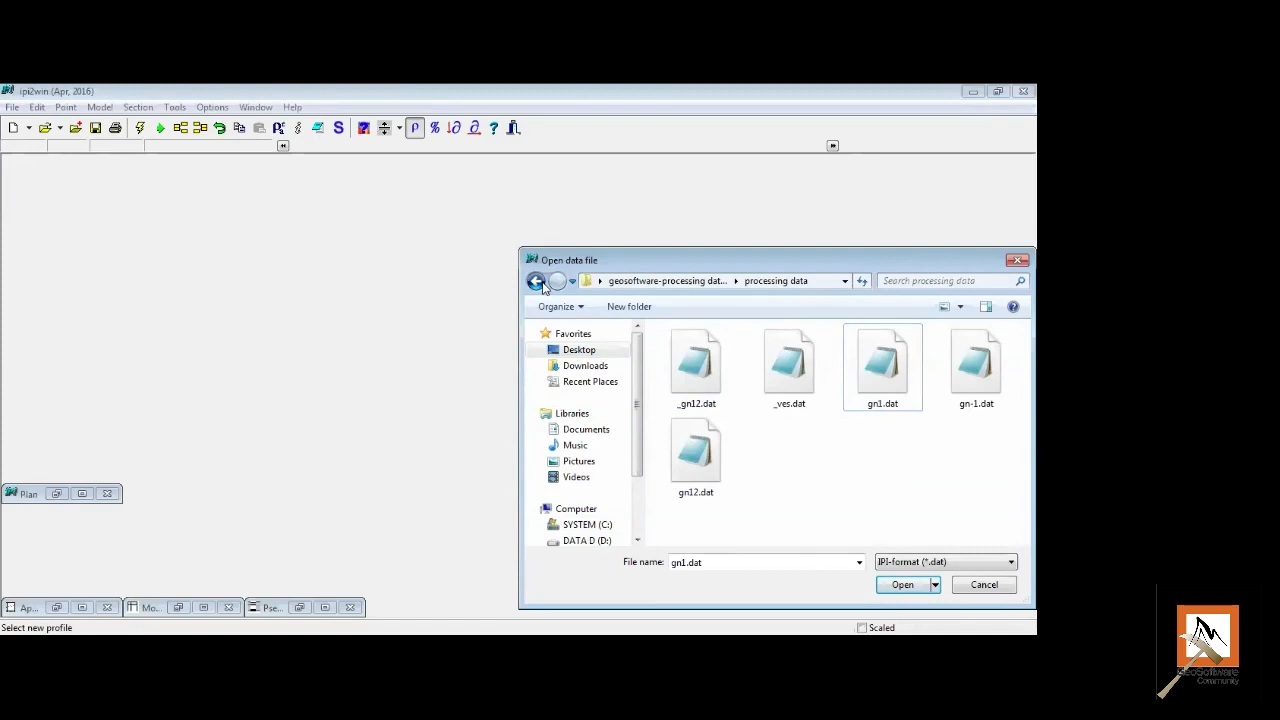 ipi2win (Apr, 2016)
File Edit Point Model Section Tools Options Window Help
Open data file
geosoftware-processing dat... processing data
Search processing data
Organize New folder
Favorites
Desktop
Downloads
Recent Places
Libraries
Documents
Music
Pictures
Videos
Computer
SYSTEM (C:)
DATA D (D:)
_gn12.dat _ves.dat gn1.dat gn-1.dat
gn12.dat
File name: gn1.dat IPI-format (*.dat)
Open Cancel
Plan
Ap... Mo... Pse...
Select new profile Scaled
GeoSoftware
Community